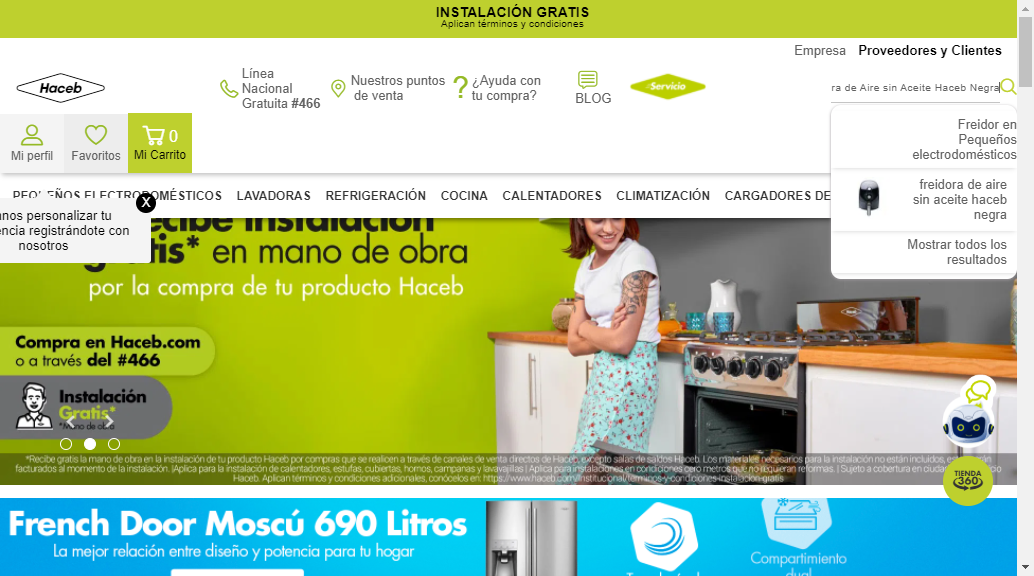 INSTALACIÓN GRATIS
Aplican términos y condiciones
Empresa
Proveedores y Clientes
Haceb
Línea
Nacional
Gratuita #466
Nuestros puntos
de venta
¿Ayuda con
tu compra?
BLOG
Servicio
ra de Aire sin Aceite Haceb Negra
Mi perfil
Favoritos
0
Mi Carrito
Freidor en
Pequeños
electrodomésticos
freidora de aire
sin aceite haceb
negra
Mostrar todos los
resultados
PEQUEÑOS ELECTRODOMÉSTICOS
LAVADORAS
REFRIGERACIÓN
COCINA
CALENTADORES
CLIMATIZACIÓN
CARGADORES DE
X
anos personalizar tu
encia registrándote con
nosotros
Recibe Instalación
gratis* en mano de obra
por la compra de tu producto Haceb
Compra en Haceb.com
o a través del #466
Instalación
Gratis*
*Mano de obra
*Recibe gratis la mano de obra en la instalación de tu producto Haceb por compras que se realicen a través de canales de venta directos de Haceb, excepto salas de saldos Haceb. Los materiales necesarios para la instalación no están incluidos,
facturados al momento de la instalación. |Aplica para la instalación de calentadores, estufas, cubiertas, hornos, campanas y lavavajillas | Aplica para instalaciones en condiciones cero metros que no requieran reformas. | Sujeto a cobertura en
Haceb. Aplican términos y condiciones adicionales, conócelos en: https://www.haceb.com/institucional/terminos-y-condiciones-instalacion-gratis
TIENDA
360°
French Door Moscú 690 Litros
La mejor relación entre diseño y potencia para tu hogar
Compartimiento
dual